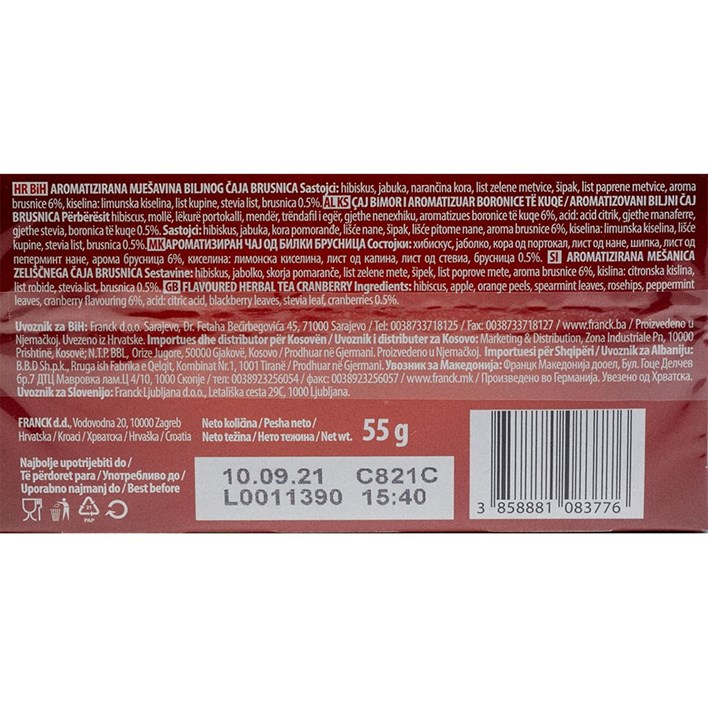 HR BiH AROMATIZIRANA MJEŠAVINA BILJNOG ČAJA BRUSNICA Sastojci: hibiskus, jabuka, narančina kora, list zelene metvice, šipak, list paprene metvice, aroma
brusnice 6%, kiselina: limunska kiselina, list kupine, stevia list, brusnica 0.5%. AL KS ÇAJ BIMOR I AROMATIZUAR BORONICE TË KUQE/ AROMATIZOVANI BILJNI ČAJ
BRUSNICA Përbërësit hibiscus, mollë, lëkurë portokalli, mendër, trëndafil i egër, gjethe nenexhiku, aromatizues boronice të kuqe 6%, acid: acid citrik, gjethe manaferre,
gjethe stevia, boronice të kuqe 0.5%. Sastojci: hibiskus, jabuka, kora pomorandže, lišće nane, šipak, lišće pitome nane, aroma brusnice 6%, kiselina: limunska kiselina, lišće
kupine, stevia list, brusnica 0.5%. MK АРОМАТИЗИРАН ЧАЈ ОД БИЛКИ БРУСНИЦА Состојки: хибискус, јаболко, кора од портокал, лист од нане, шипка, лист од
пеперминт нане, арома брусница 6%, киселина: лимонска киселина, лист од капина, лист од стевиа, брусница 0.5%. SI AROMATIZIRANA MEŠANICA
ZELIŠČNEGA ČAJA BRUSNICA Sestavine: hibiskus, jabolko, skorja pomaranče, list zelene mete, šipek, list poprove mete, aroma brusnice 6%, kislina: citronska kislina,
list robide, stevia list, brusnica 0.5%. GB FLAVOURED HERBAL TEA CRANBERRY Ingredients: hibiscus, apple, orange peels, spearmint leaves, rosehips, peppermint
leaves, cranberry flavouring 6%, acid: citric acid, blackberry leaves, stevia leaf, cranberries 0.5%.
Uvoznik za BiH: Franck d.o.o. Sarajevo, Dr. Fetaha Bećirbegovića 45, 71000 Sarajevo / Tel: 0038733718127 / Fax: 0038733718125 / www.franck.ba / Proizvedeno u
Njemačkoj. Uvezeno iz Hrvatske. Importues dhe distributor për Kosovën/ Uvoznik i distributer za Kosovo: Marketing & Distribution, Zona Industriale Pn, 10000
Prishtinë, Kosovë; N.T.P. BBL, Orize Jugore, 50000 Gjakovë, Kosovo / Prodhuar në Gjermani. Importuesi për Shqipëri / Uvoznik za Albaniju:
B.B.D Sh.p.k., Rruga ish Fabrika e Qelqit, Kombinat Nr.1, 1001 Tiranë / Prodhuar në Gjermani. Увозник за Македонија: Франк Македонија дооел, Бул. Гоце Делчев
бр.7 ДТЦ Мавровка лам.Ц 4/10, 1000 Скопје / тел: 0038923256054 / факс: 0038923256057 / www.franck.mk / Произведено во Германија. Увезено од Хрватска.
Uvoznik za Slovenijo: Franck Ljubljana d.o.o., Letališka cesta 29C, 1000 Ljubljana.
FRANCK d.d., Vodovodna 20, 10000 Zagreb
Hrvatska / Kroaci / Хрватска / Hrvaška / Croatia
Neto količina / Pesha neto /
Neto težina / Нето тежина / Net wt. 55 g
Najbolje upotrijebiti do /
Të përdoret para / Употребливо до /
Uporabno najmanj do / Best before
10.09.21 C821C
L0011390 15:40
21
PAP
3 858881 083776